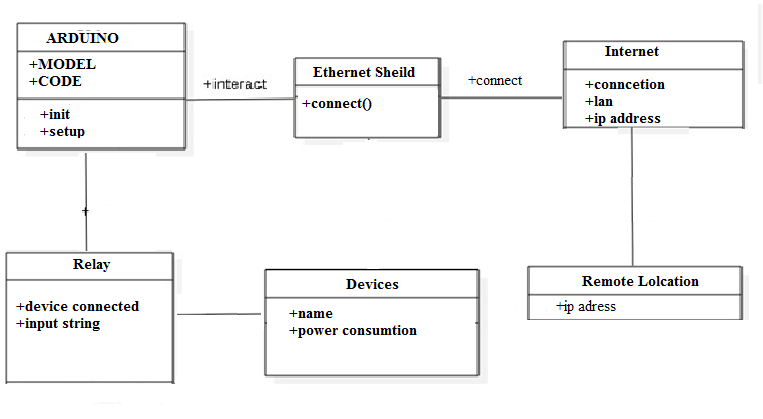 ARDUINO
+MODEL
+CODE
+init
+setup
+interact
Ethernet Sheild
+connect()
+connect
Internet
+conncetion
+lan
+ip address
+
Relay
+device connected
+input string
Devices
+name
+power consumtion
Remote Lolcation
+ip adress